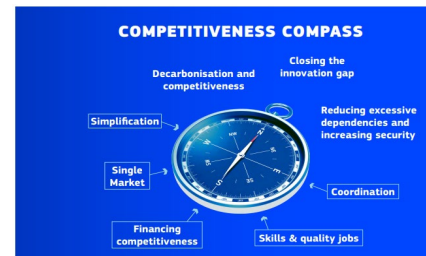 COMPETITIVENESS COMPASS
Closing the
innovation gap
Decarbonisation and
competitiveness
Reducing excessive
dependencies and
increasing security
Simplification
Single
Market
Coordination
Financing
competitiveness
Skills & quality jobs
N
E
SE
S